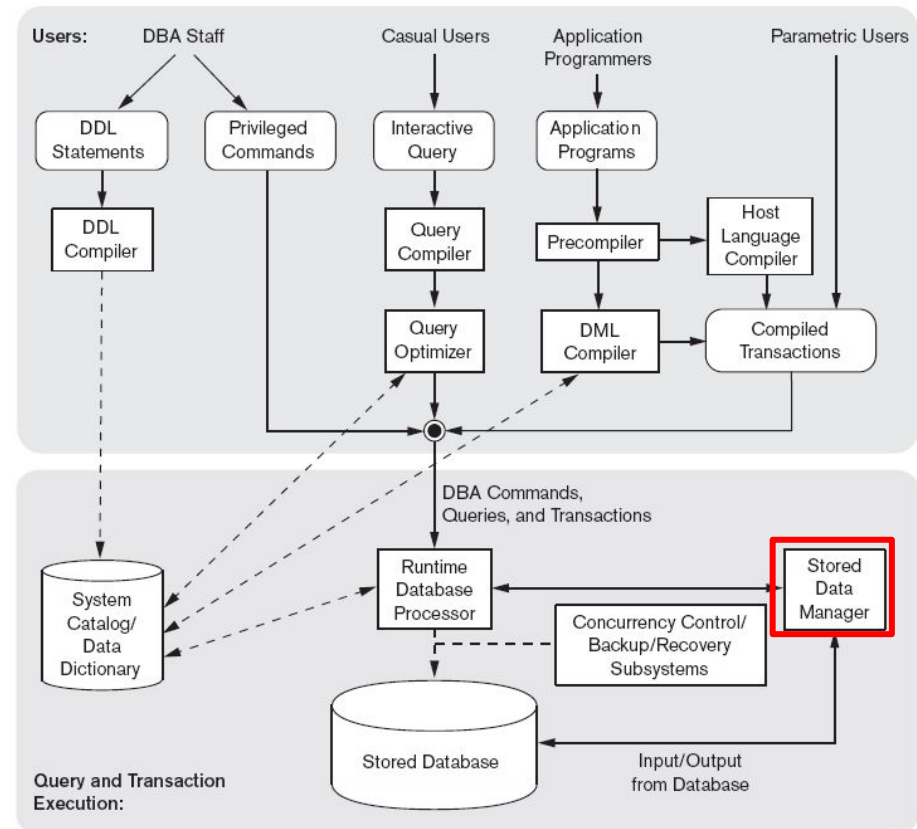 Users:
DBA Staff
Casual Users
Application
Programmers
Parametric Users
DDL
Statements
Privileged
Commands
Interactive
Query
Application
Programs
DDL
Compiler
Query
Compiler
Precompiler
Host
Language
Compiler
Query
Optimizer
DML
Compiler
Compiled
Transactions
DBA Commands,
Queries, and Transactions
System
Catalog/
Data
Dictionary
Runtime
Database
Processor
Stored
Data
Manager
Concurrency Control/
Backup/Recovery
Subsystems
Stored Database
Input/Output
from Database
Query and Transaction
Execution: